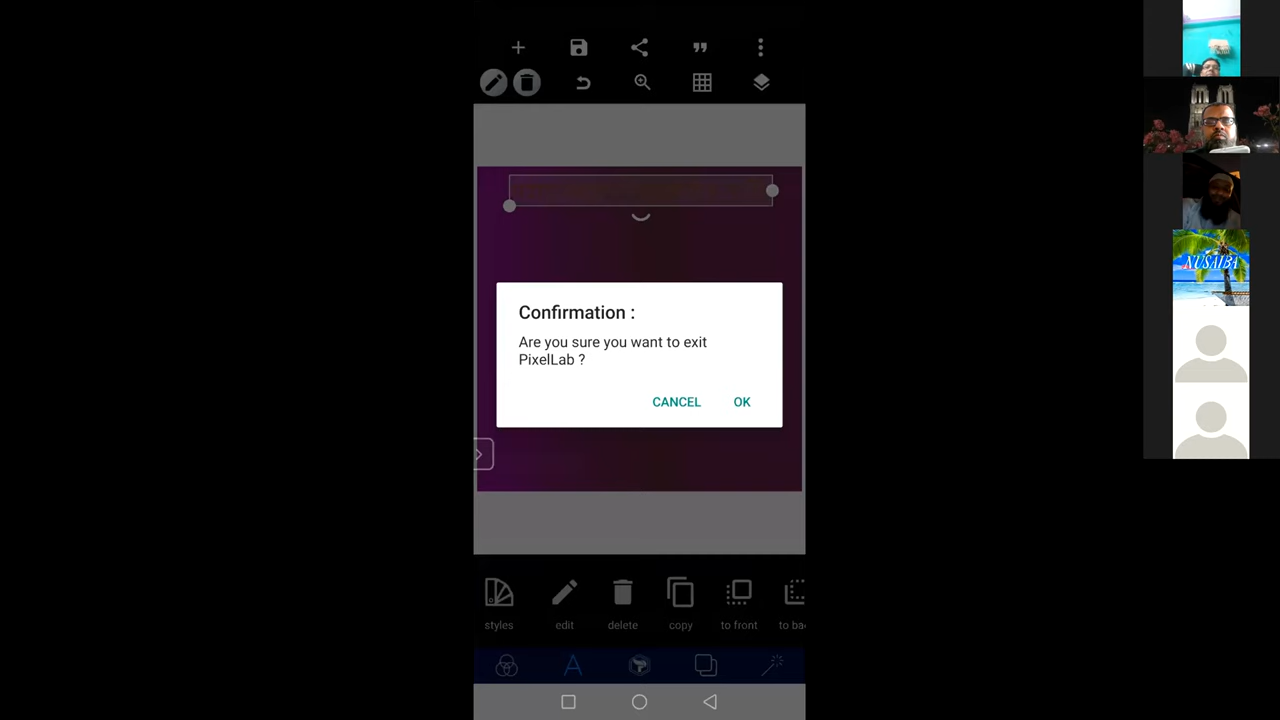 Confirmation :
Are you sure you want to exit
PixelLab ?
CANCEL OK
styles edit delete copy to front to ba
NUSAIBA